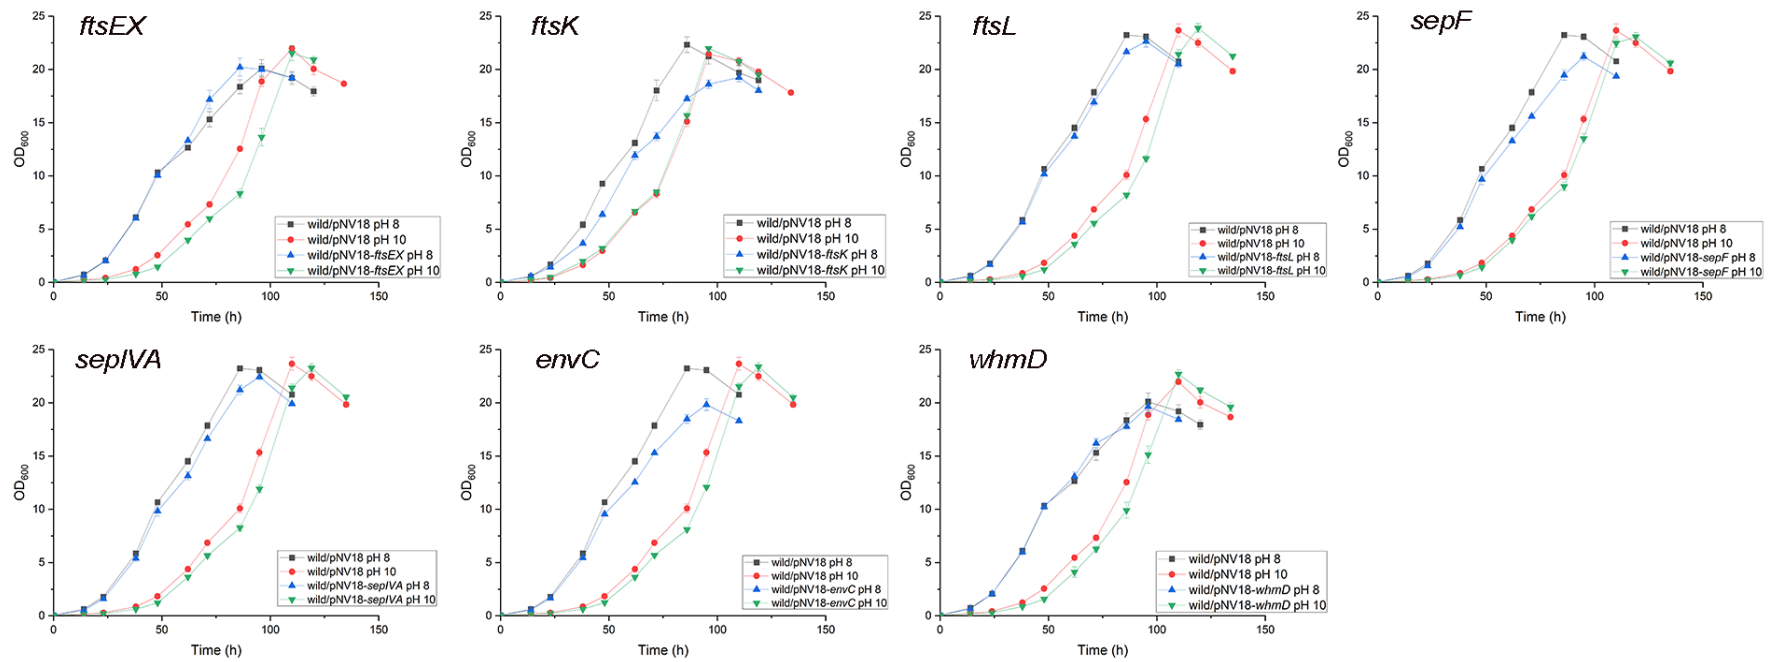 ftsEX
25
20
15
10
5
0
OD600
0
50
100
150
Time (h)
wild/pNV18 pH 8
wild/pNV18 pH 10
wild/pNV18-ftsEX pH 8
wild/pNV18-ftsEX pH 10
ftsK
25
20
15
10
5
0
OD600
0
50
100
150
Time (h)
wild/pNV18 pH 8
wild/pNV18 pH 10
wild/pNV18-ftsK pH 8
wild/pNV18-ftsK pH 10
ftsL
25
20
15
10
5
0
OD600
0
50
100
150
Time (h)
wild/pNV18 pH 8
wild/pNV18 pH 10
wild/pNV18-ftsL pH 8
wild/pNV18-ftsL pH 10
sepF
25
20
15
10
5
0
OD600
0
50
100
150
Time (h)
wild/pNV18 pH 8
wild/pNV18 pH 10
wild/pNV18-sepF pH 8
wild/pNV18-sepF pH 10
sepIVA
25
20
15
10
5
0
OD600
0
50
100
150
Time (h)
wild/pNV18 pH 8
wild/pNV18 pH 10
wild/pNV18-sepIVA pH 8
wild/pNV18-sepIVA pH 10
envC
25
20
15
10
5
0
OD600
0
50
100
150
Time (h)
wild/pNV18 pH 8
wild/pNV18 pH 10
wild/pNV18-envC pH 8
wild/pNV18-envC pH 10
whmD
25
20
15
10
5
0
OD600
0
50
100
150
Time (h)
wild/pNV18 pH 8
wild/pNV18 pH 10
wild/pNV18-whmD pH 8
wild/pNV18-whmD pH 10